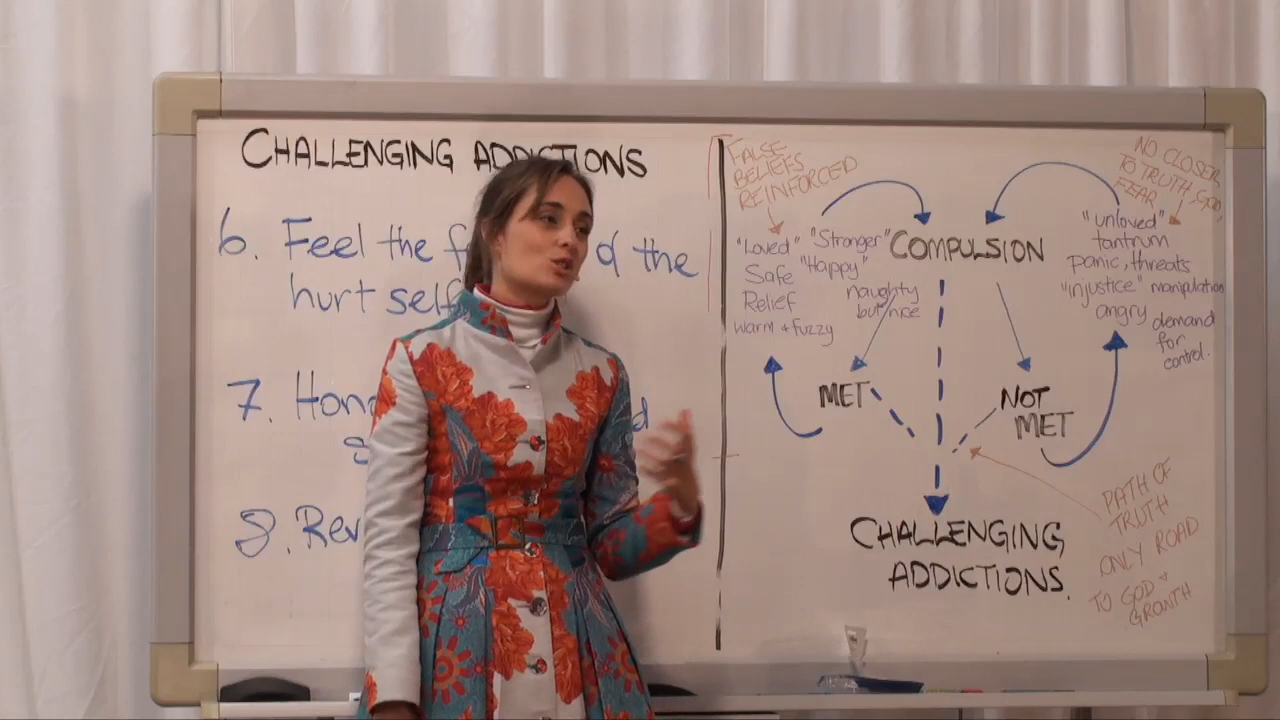 CHALLENGING ADDICTIONS
6. Feel the f d the
hurt self
7. Hon d
8. Rev
FALSE
BELIEFS
REINFORCED
"Loved"
Safe
Relief
warm & fuzzy
"Stronger"
"Happy"
naughty
but nice
COMPULSION
MET
NOT
MET
CHALLENGING
ADDICTIONS.
NO CLOSER
TO TRUTH, GOD,
FEAR
"unloved"
tantrum
panic, threats
"injustice" manipulation
angry
demand
for
control.
PATH OF
TRUTH
ONLY ROAD
TO GOD +
GROWTH